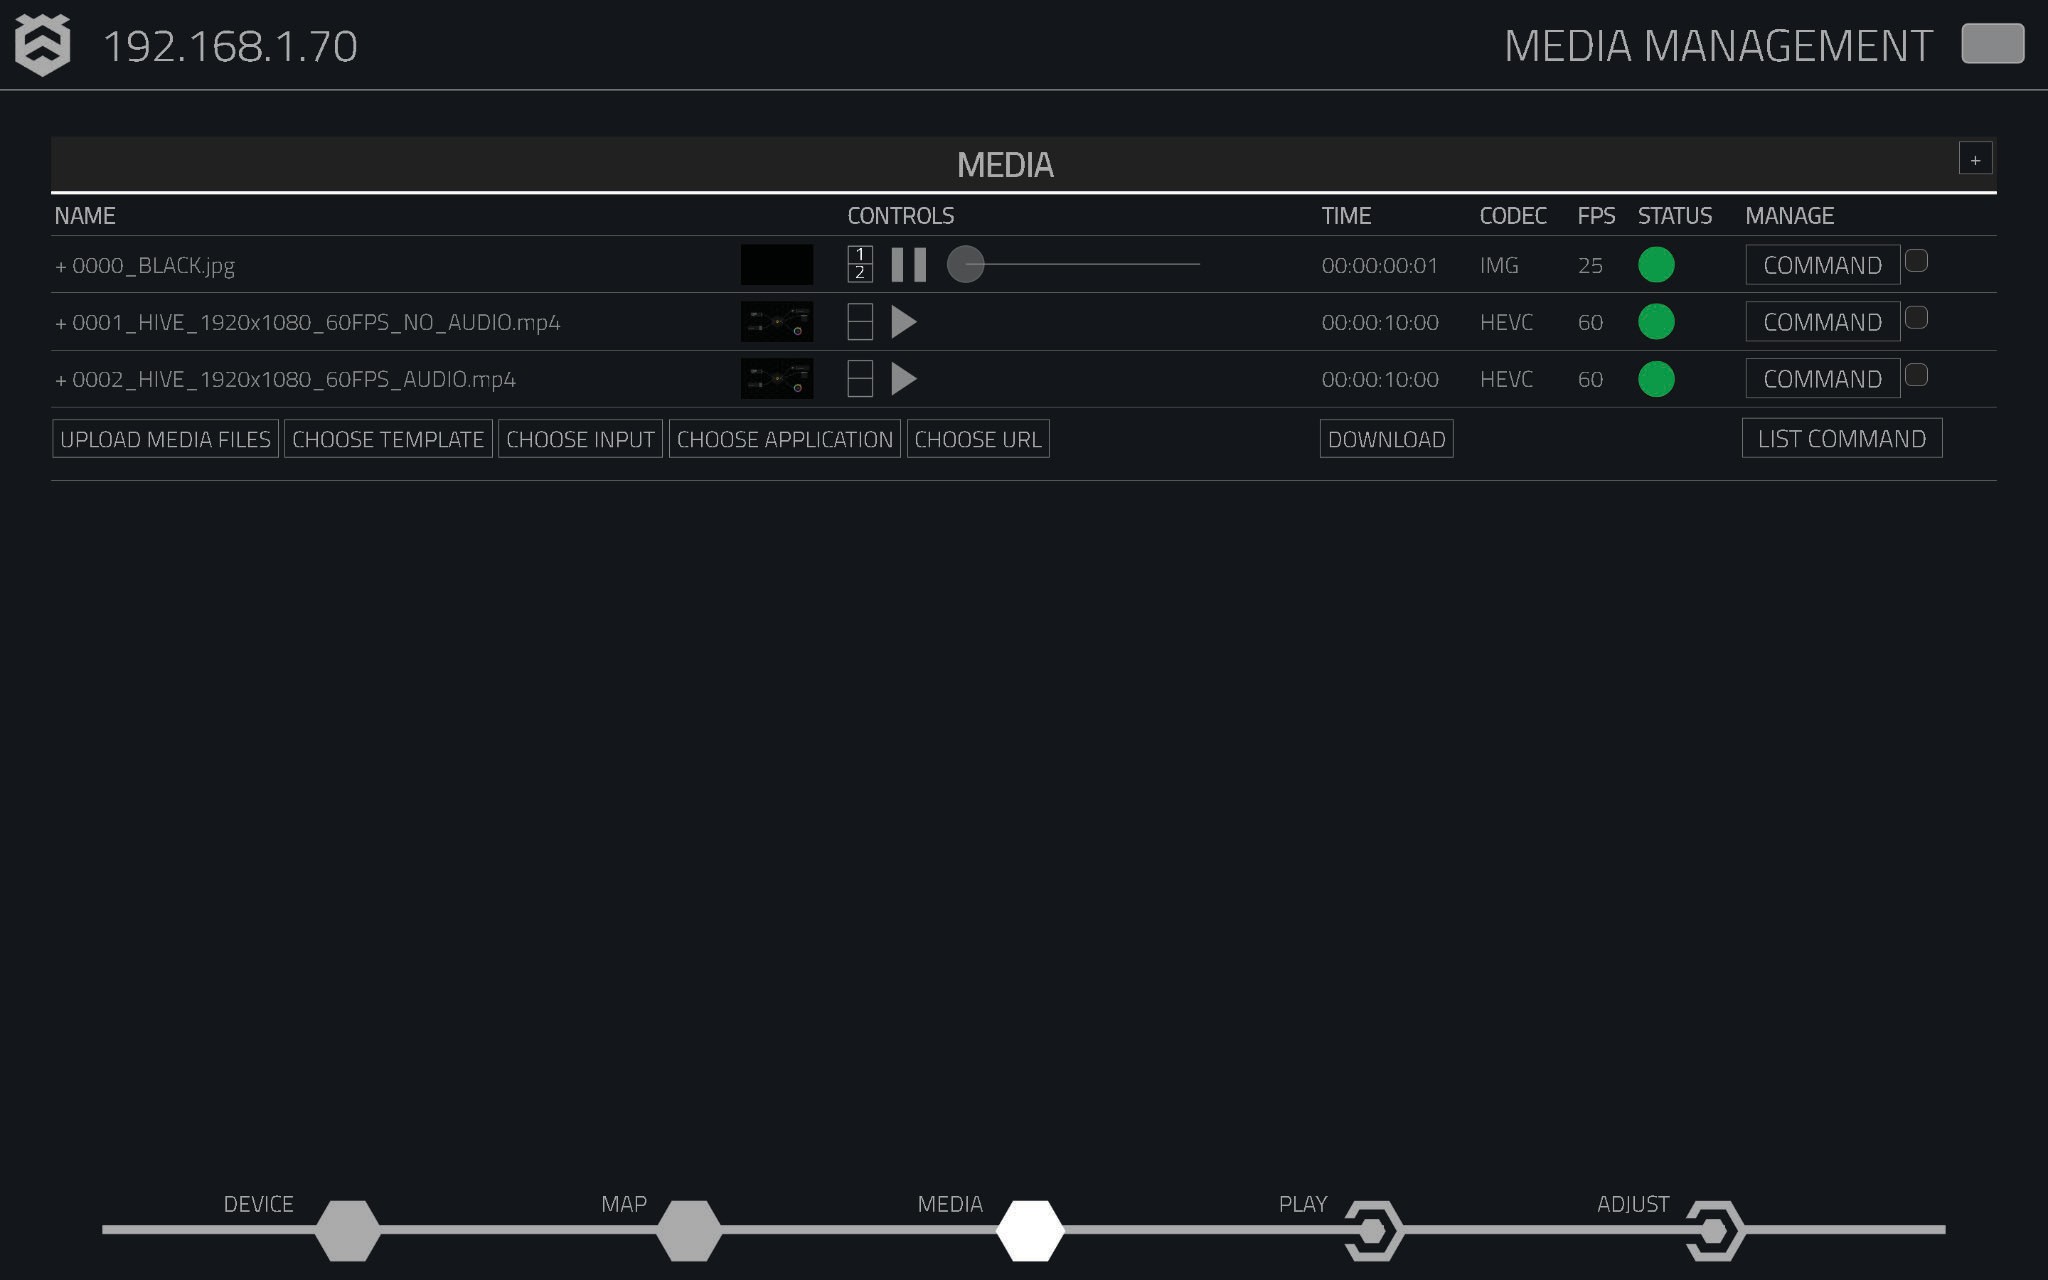 192.168.1.70 MEDIA MANAGEMENT
MEDIA +
NAME CONTROLS TIME CODEC FPS STATUS MANAGE
+ 0000_BLACK.jpg 1 2 00:00:00:01 IMG 25 COMMAND
+ 0001_HIVE_1920x1080_60FPS_NO_AUDIO.mp4 00:00:10:00 HEVC 60 COMMAND
+ 0002_HIVE_1920x1080_60FPS_AUDIO.mp4 00:00:10:00 HEVC 60 COMMAND
UPLOAD MEDIA FILES CHOOSE TEMPLATE CHOOSE INPUT CHOOSE APPLICATION CHOOSE URL DOWNLOAD LIST COMMAND
DEVICE MAP MEDIA PLAY ADJUST